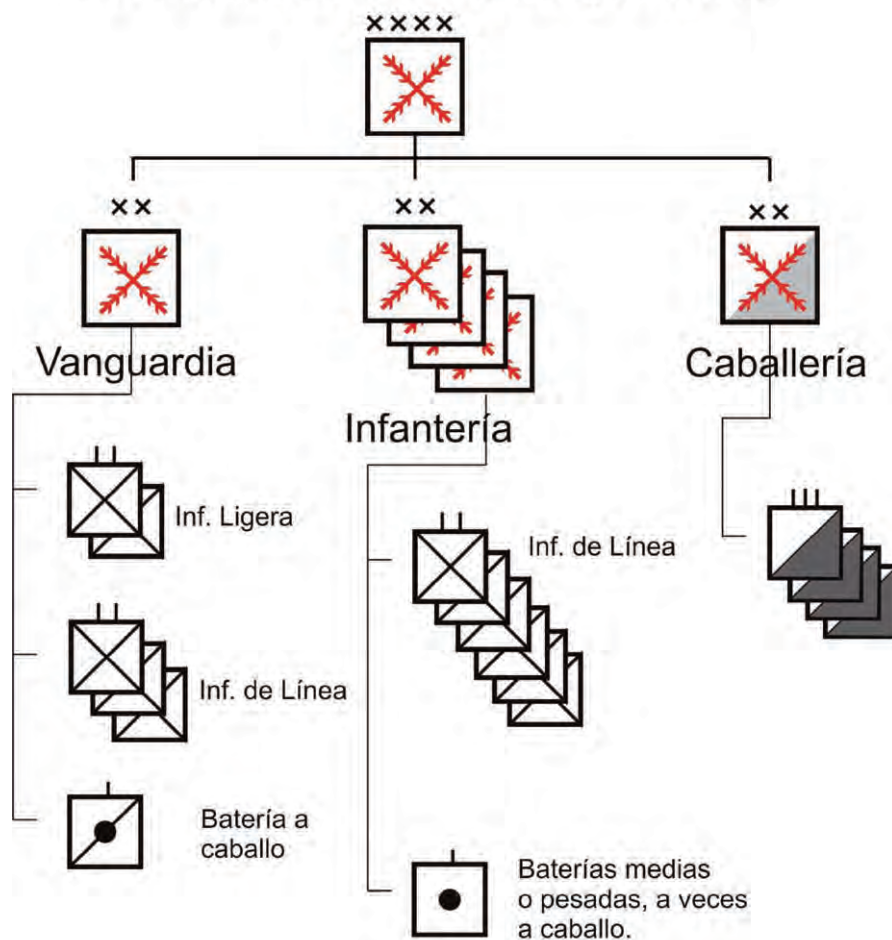 ××××
××
××
××
Vanguardia
Infantería
Caballería
Inf. Ligera
Inf. de Línea
Batería a
caballo
Inf. de Línea
Baterías medias
o pesadas, a veces
a caballo.